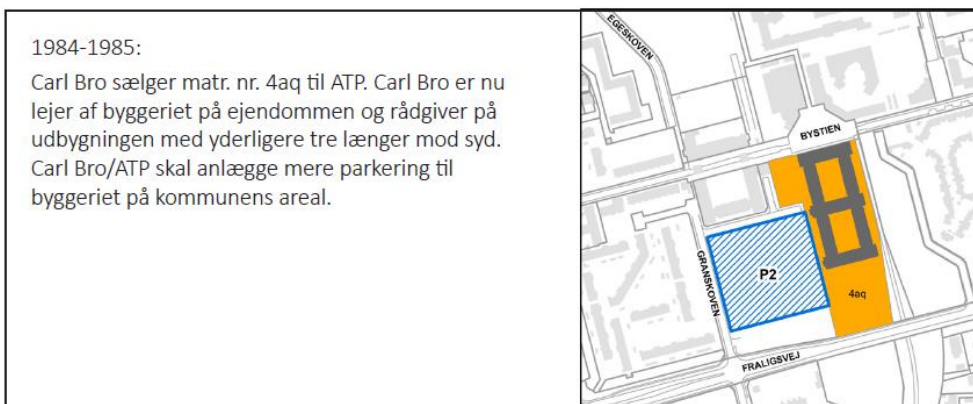 1984-1985:
Carl Bro sælger matr. nr. 4aq til ATP. Carl Bro er nu
lejer af byggeriet på ejendommen og rådgiver på
udbygningen med yderligere tre længer mod syd.
Carl Bro/ATP skal anlægge mere parkering til
byggeriet på kommunens areal.
EGESKOVEN
BYSTIEN
GRANSKOVEN
P2
4aq
FRALIGSVEJ